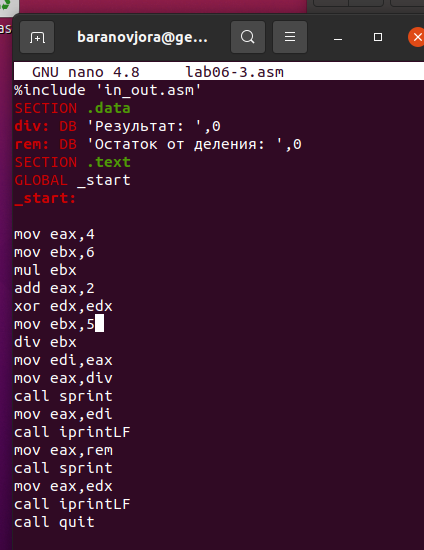 as
baranovjora@ge...
GNU nano 4.8 lab06-3.asm
%include 'in_out.asm'
SECTION .data
div: DB 'Результат: ',0
rem: DB 'Остаток от деления: ',0
SECTION .text
GLOBAL _start
_start:
mov eax,4
mov ebx,6
mul ebx
add eax,2
xor edx,edx
mov ebx,5
div ebx
mov edi,eax
mov eax,div
call sprint
mov eax,edi
call iprintLF
mov eax,rem
call sprint
mov eax,edx
call iprintLF
call quit